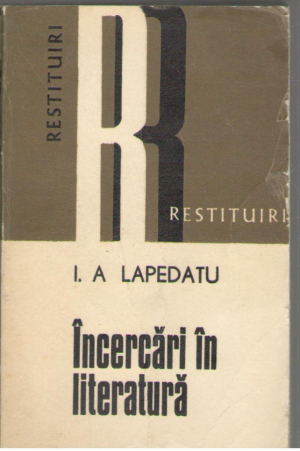 RESTITUIRI
R
RESTITUIRI
I. A LAPEDATU
Încercări în
literatură